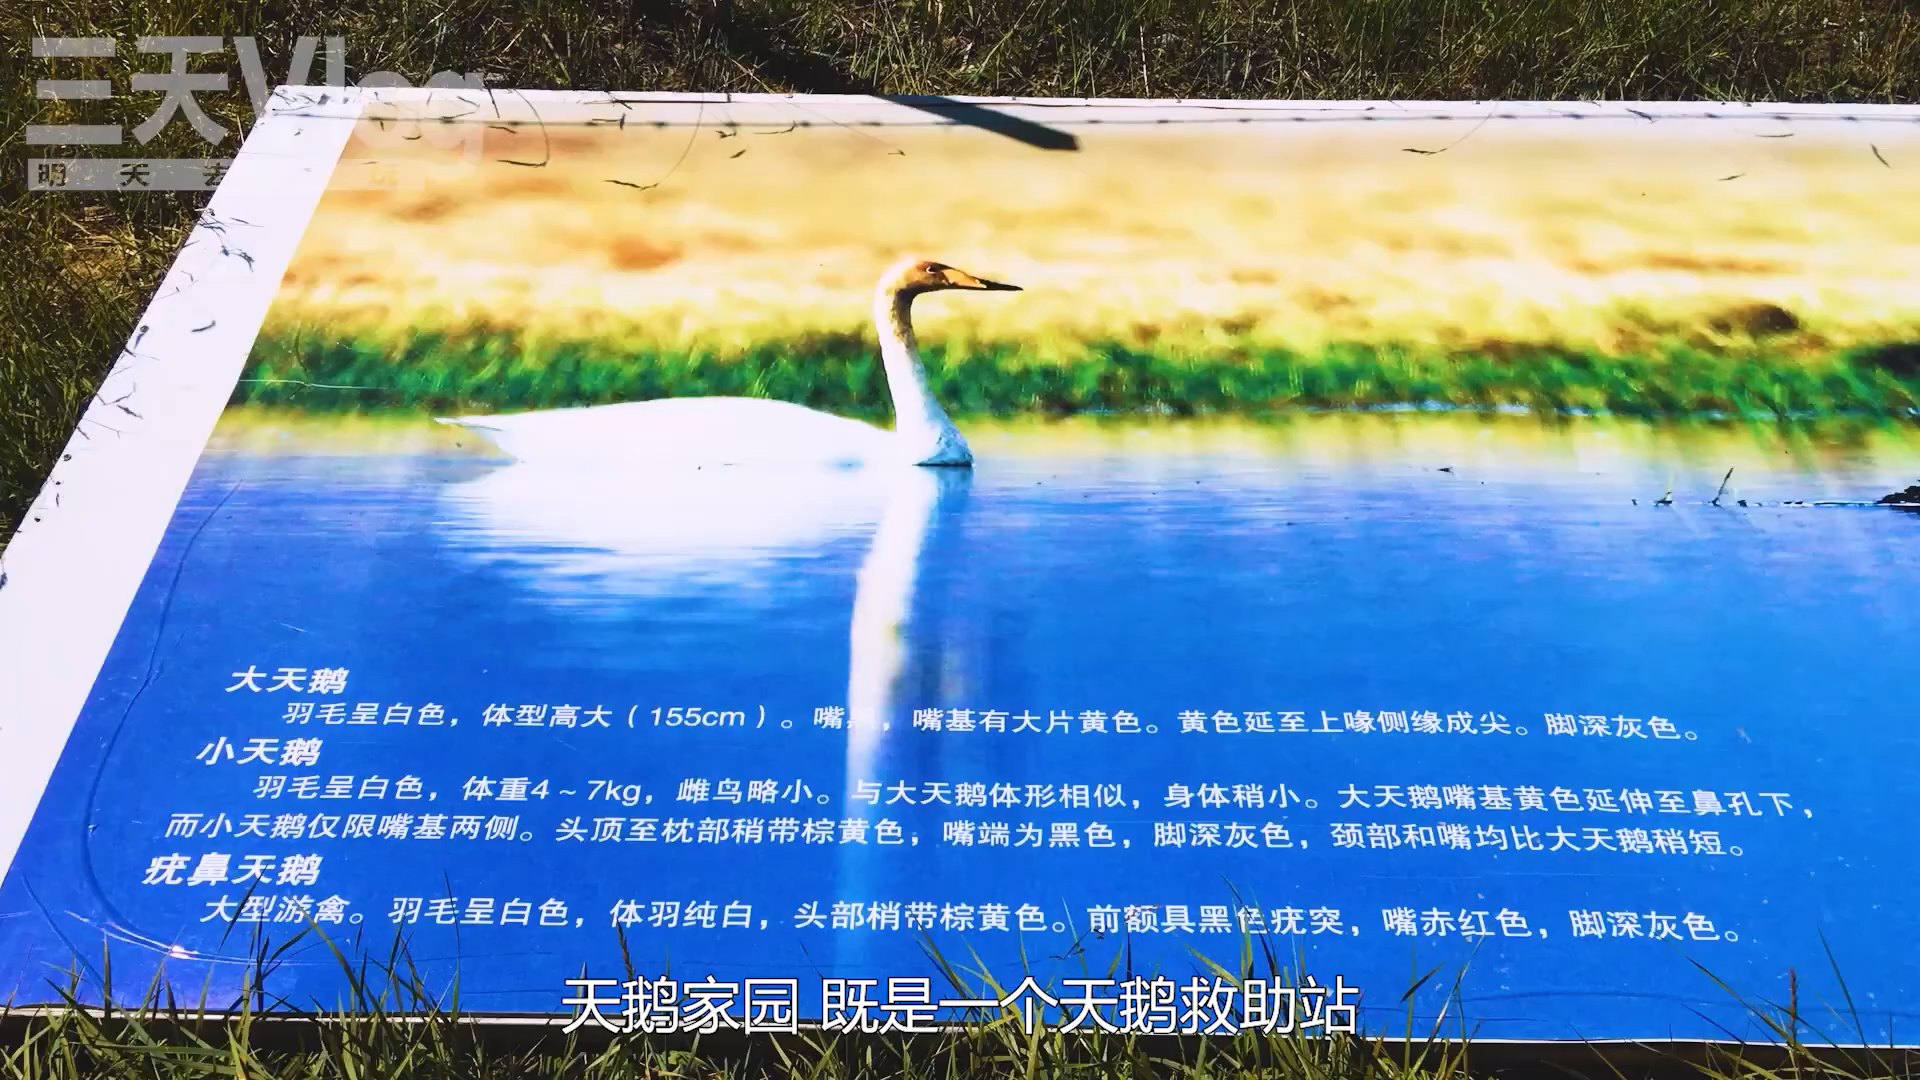 三天Vlog
明天去
大天鹅
羽毛呈白色，体型高大（155cm）。嘴黑，嘴基有大片黄色。黄色延至上喙侧缘成尖。脚深灰色。
小天鹅
羽毛呈白色，体重4～7kg，雌鸟略小。与大天鹅体形相似，身体稍小。大天鹅嘴基黄色延伸至鼻孔下，
而小天鹅仅限嘴基两侧。头顶至枕部稍带棕黄色，嘴端为黑色，脚深灰色，颈部和嘴均比大天鹅稍短。
疣鼻天鹅
大型游禽。羽毛呈白色，体羽纯白，头部梢带棕黄色。前额具黑色疣突，嘴赤红色，脚深灰色。
天鹅家园 既是一个天鹅救助站